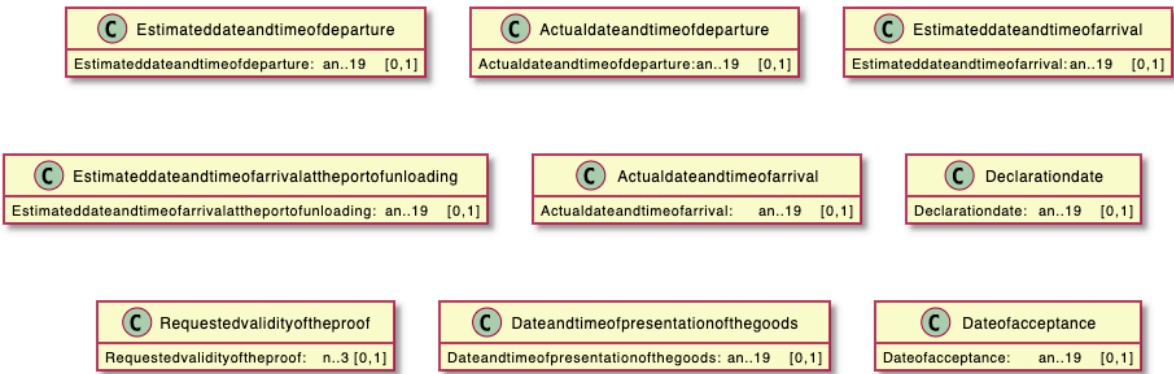 C Estimateddateandtimeofdeparture
Estimateddateandtimeofdeparture: an..19 [0,1]
C Actualdateandtimeofdeparture
Actualdateandtimeofdeparture:an..19 [0,1]
C Estimateddateandtimeofarrival
Estimateddateandtimeofarrival:an..19 [0,1]
C Estimateddateandtimeofarrivalattheportofunloading
Estimateddateandtimeofarrivalattheportofunloading: an..19 [0,1]
C Actualdateandtimeofarrival
Actualdateandtimeofarrival: an..19 [0,1]
C Declarationdate
Declarationdate: an..19 [0,1]
C Requestedvalidityoftheproof
Requestedvalidityoftheproof: n..3 [0,1]
C Dateandtimeofpresentationofthegoods
Dateandtimeofpresentationofthegoods: an..19 [0,1]
C Dateofacceptance
Dateofacceptance: an..19 [0,1]